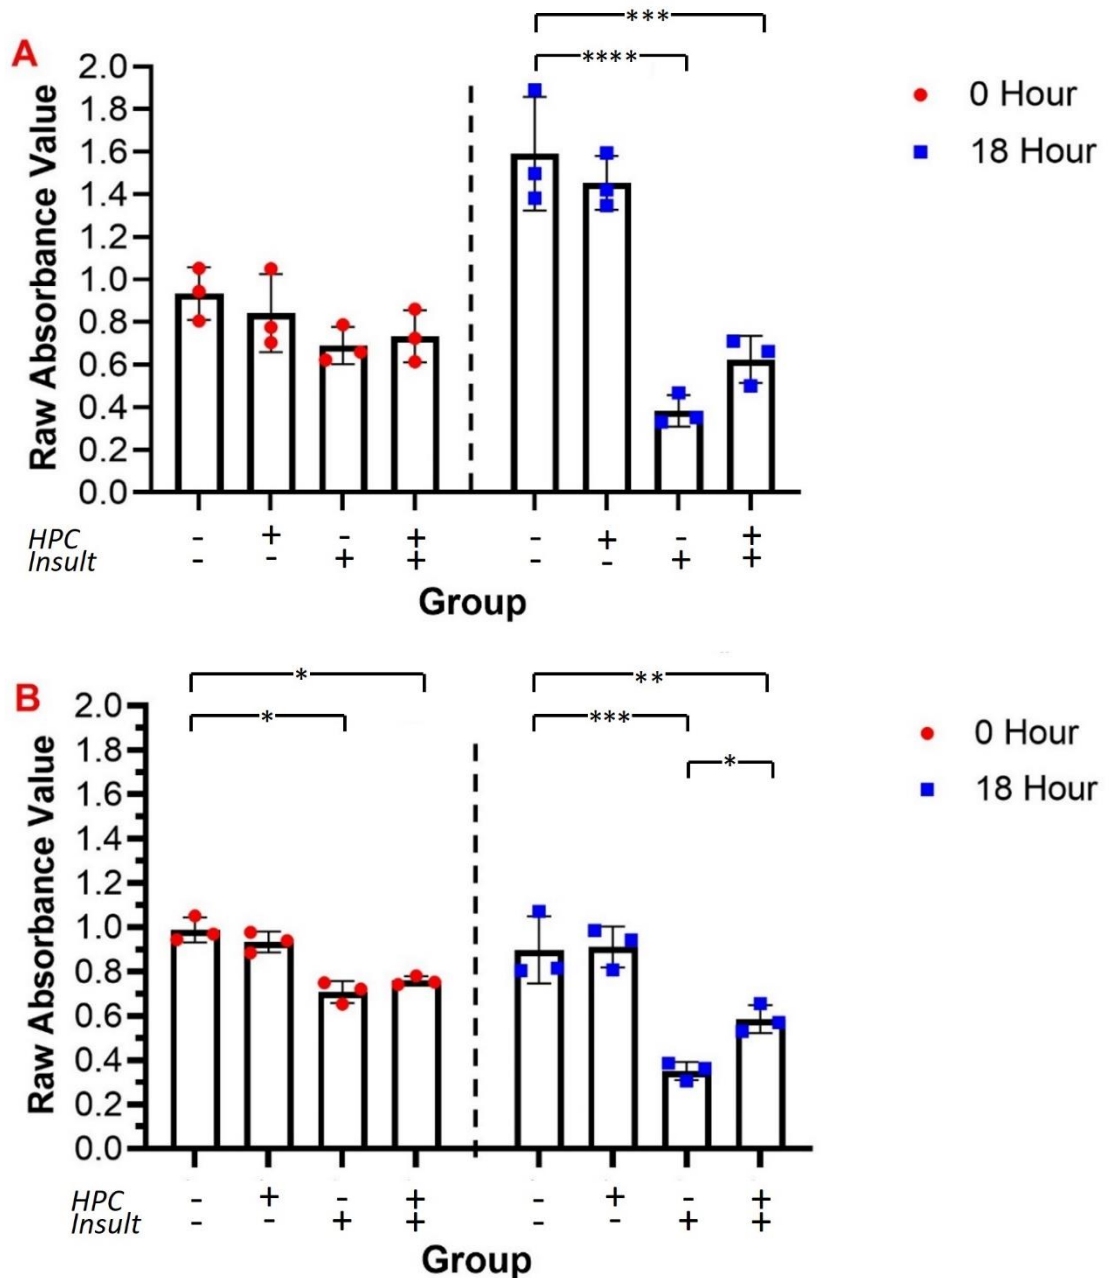 ***
A
****
2.0
1.8
1.6
1.4
1.2
1.0
0.8
0.6
0.4
0.2
0.0
Raw Absorbance Value
0 Hour
18 Hour
HPC - + - + - + - +
Insult - - + + - - + +
Group
* **
B
* ***
*
2.0
1.8
1.6
1.4
1.2
1.0
0.8
0.6
0.4
0.2
0.0
Raw Absorbance Value
0 Hour
18 Hour
HPC - + - + - + - +
Insult - - + + - - + +
Group